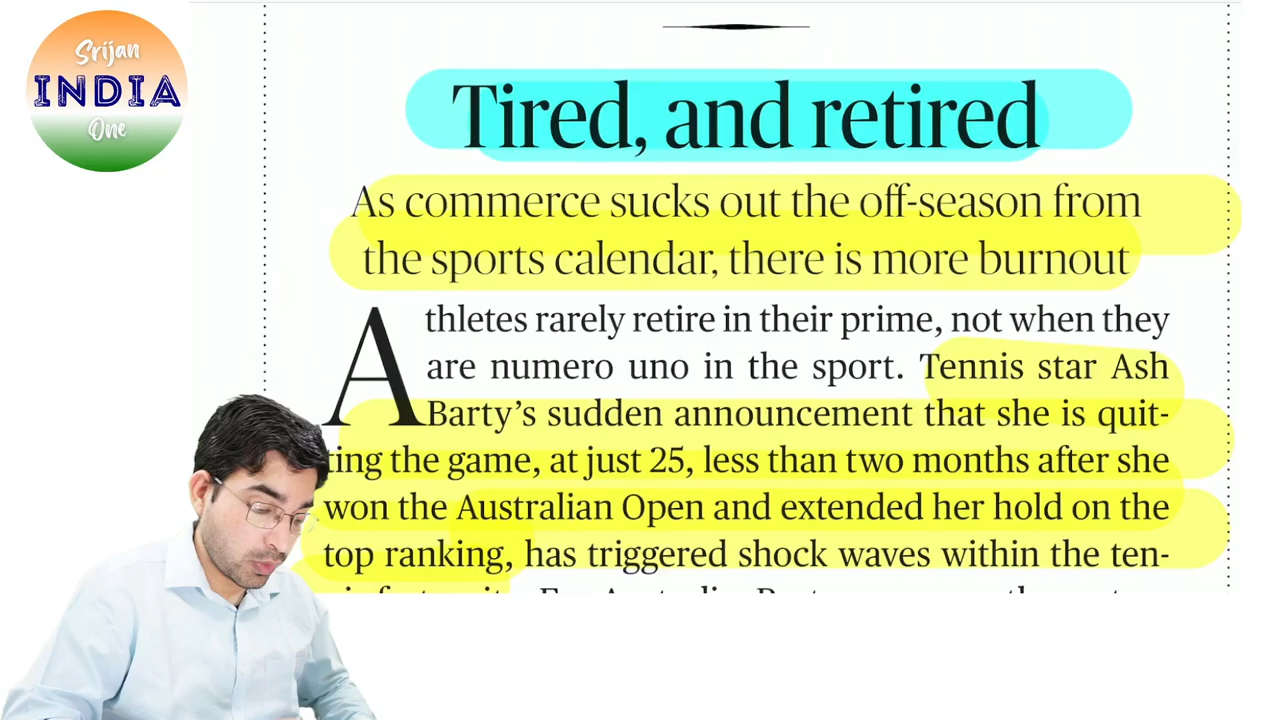 Srijan
INDIA
One
Tired, and retired
As commerce sucks out the off-season from
the sports calendar, there is more burnout
Athletes rarely retire in their prime, not when they
are numero uno in the sport. Tennis star Ash
Barty's sudden announcement that she is quit-
ting the game, at just 25, less than two months after she
won the Australian Open and extended her hold on the
top ranking, has triggered shock waves within the ten-